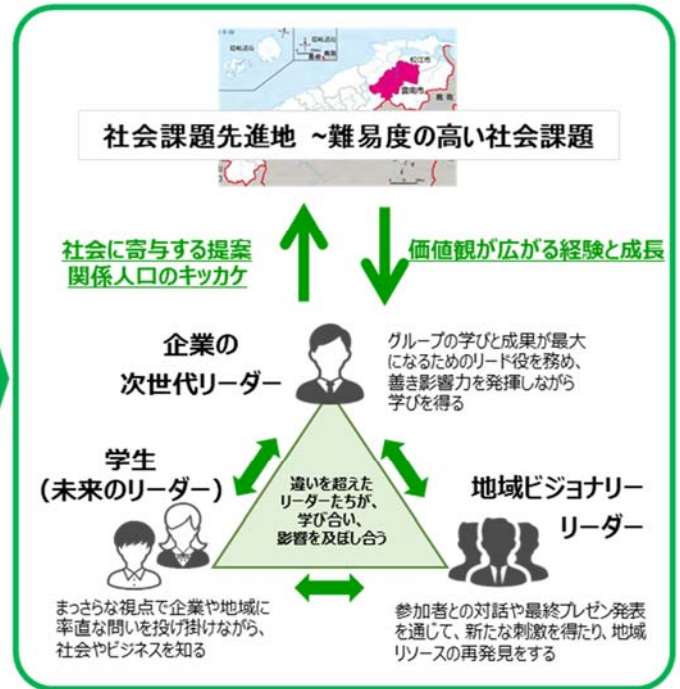 隠岐諸島
松江市
雲南市
鳥取
社会課題先進地 ~難易度の高い社会課題
社会に寄与する提案
関係人口のキッカケ
価値観が広がる経験と成長
企業の
次世代リーダー
グループの学びと成果が最大
になるためのリード役を務め、
善き影響力を発揮しながら
学びを得る
学生
(未来のリーダー)
違いを超えた
リーダーたちが、
学び合い、
影響を及ぼし合う
地域ビジョナリー
リーダー
まっさらな視点で企業や地域に
率直な問いを投げ掛けながら、
社会やビジネスを知る
参加者との対話や最終プレゼン発表
を通じて、新たな刺激を得たり、地域
リソースの再発見をする